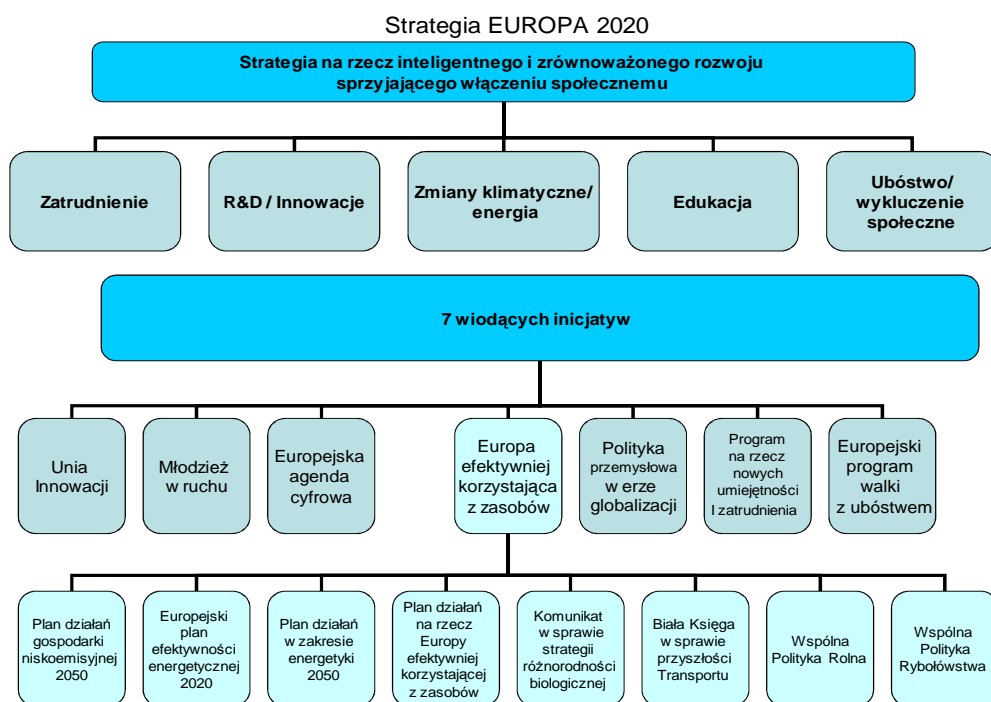 Strategia EUROPA 2020
Strategia na rzecz inteligentnego i zrównoważonego rozwoju
sprzyjającego włączeniu społecznemu
Zatrudnienie
R&D / Innowacje
Zmiany klimatyczne/
energia
Edukacja
Ubóstwo/
wykluczenie
społeczne
7 wiodących inicjatyw
Unia
Innowacji
Młodzież
w ruchu
Europejska
agenda
cyfrowa
Europa
efektywniej
korzystająca
z zasobów
Polityka
przemysłowa
w erze
globalizacji
Program
na rzecz
nowych
umiejętności
I zatrudnienia
Europejski
program
walki
z ubóstwem
Plan działań
gospodarki
niskoemisyjnej
2050
Europejski
plan
efektywności
energetycznej
2020
Plan działań
w zakresie
energetyki
2050
Plan działań
na rzecz
Europy
efektywniej
korzystającej
z zasobów
Komunikat
w sprawie
strategii
różnorodności
biologicznej
Biała Księga
w sprawie
przyszłości
Transportu
Wspólna
Polityka Rolna
Wspólna
Polityka
Rybołówstwa